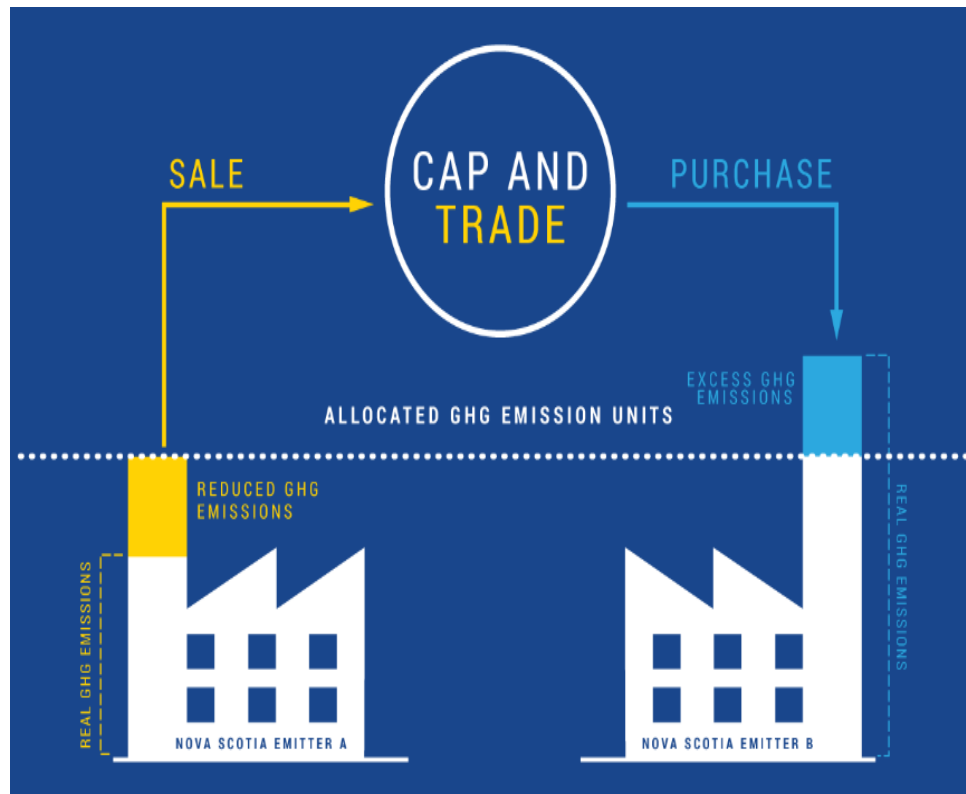 CAP AND
TRADE
SALE
PURCHASE
EXCESS GHG
EMISSIONS
ALLOCATED GHG EMISSION UNITS
REDUCED GHG
EMISSIONS
REAL GHG EMISSIONS
REAL GHG EMISSIONS
NOVA SCOTIA EMITTER A
NOVA SCOTIA EMITTER B